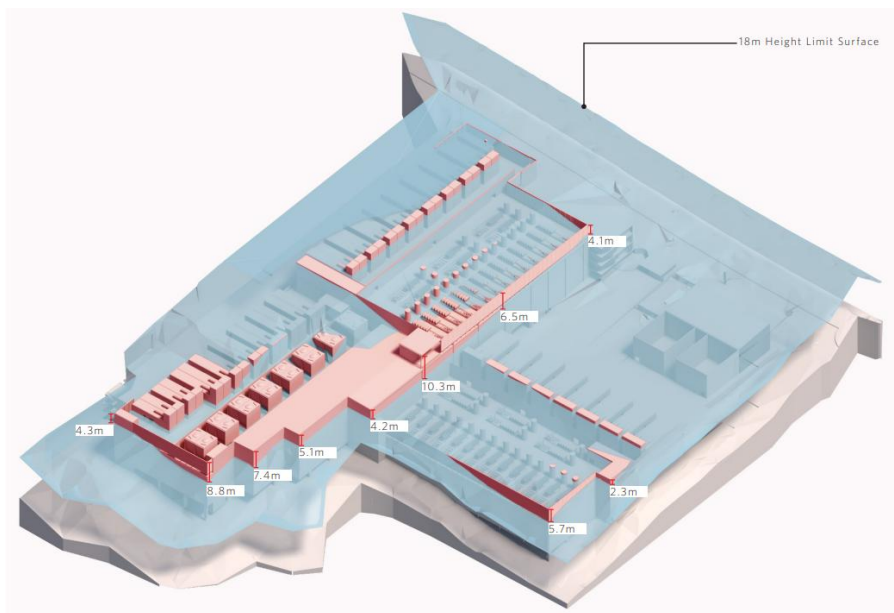 18m Height Limit Surface
4.1m
6.5m
10.3m
4.2m
4.3m
5.1m
7.4m
8.8m
2.3m
5.7m